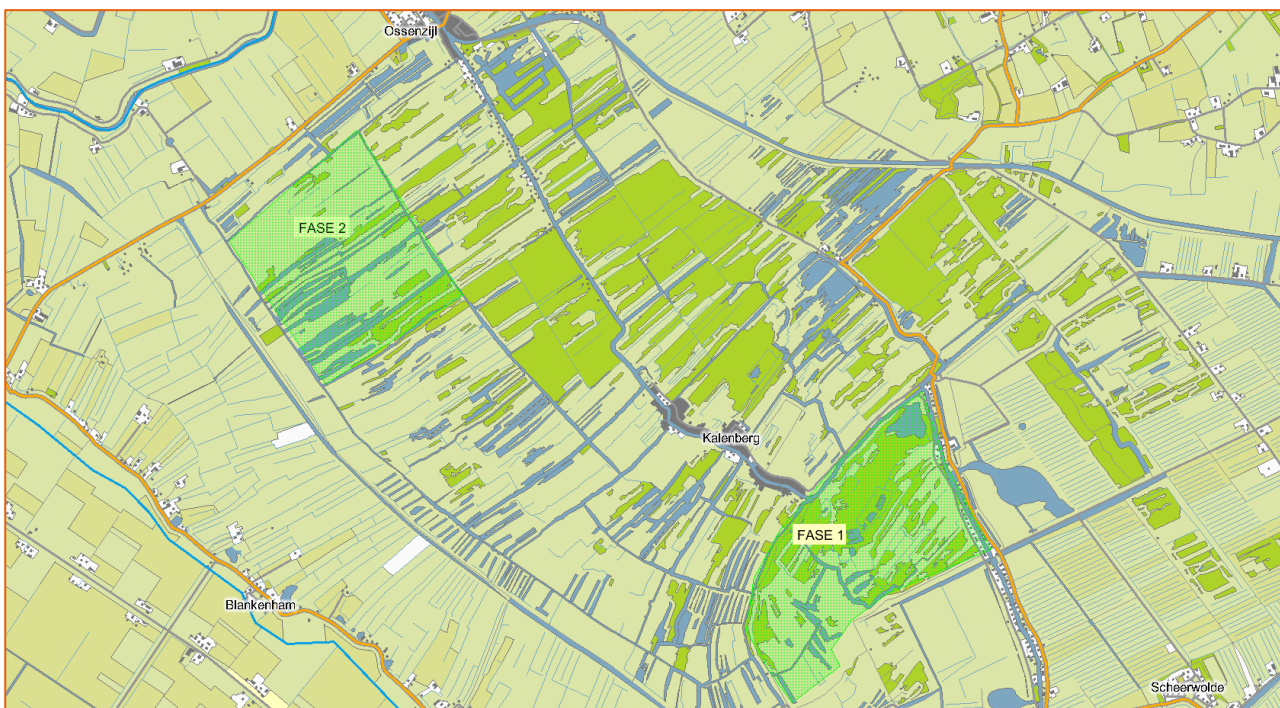 Ossenzijl
FASE 2
Kalenberg
FASE 1
Blankenham
Scheerwolde